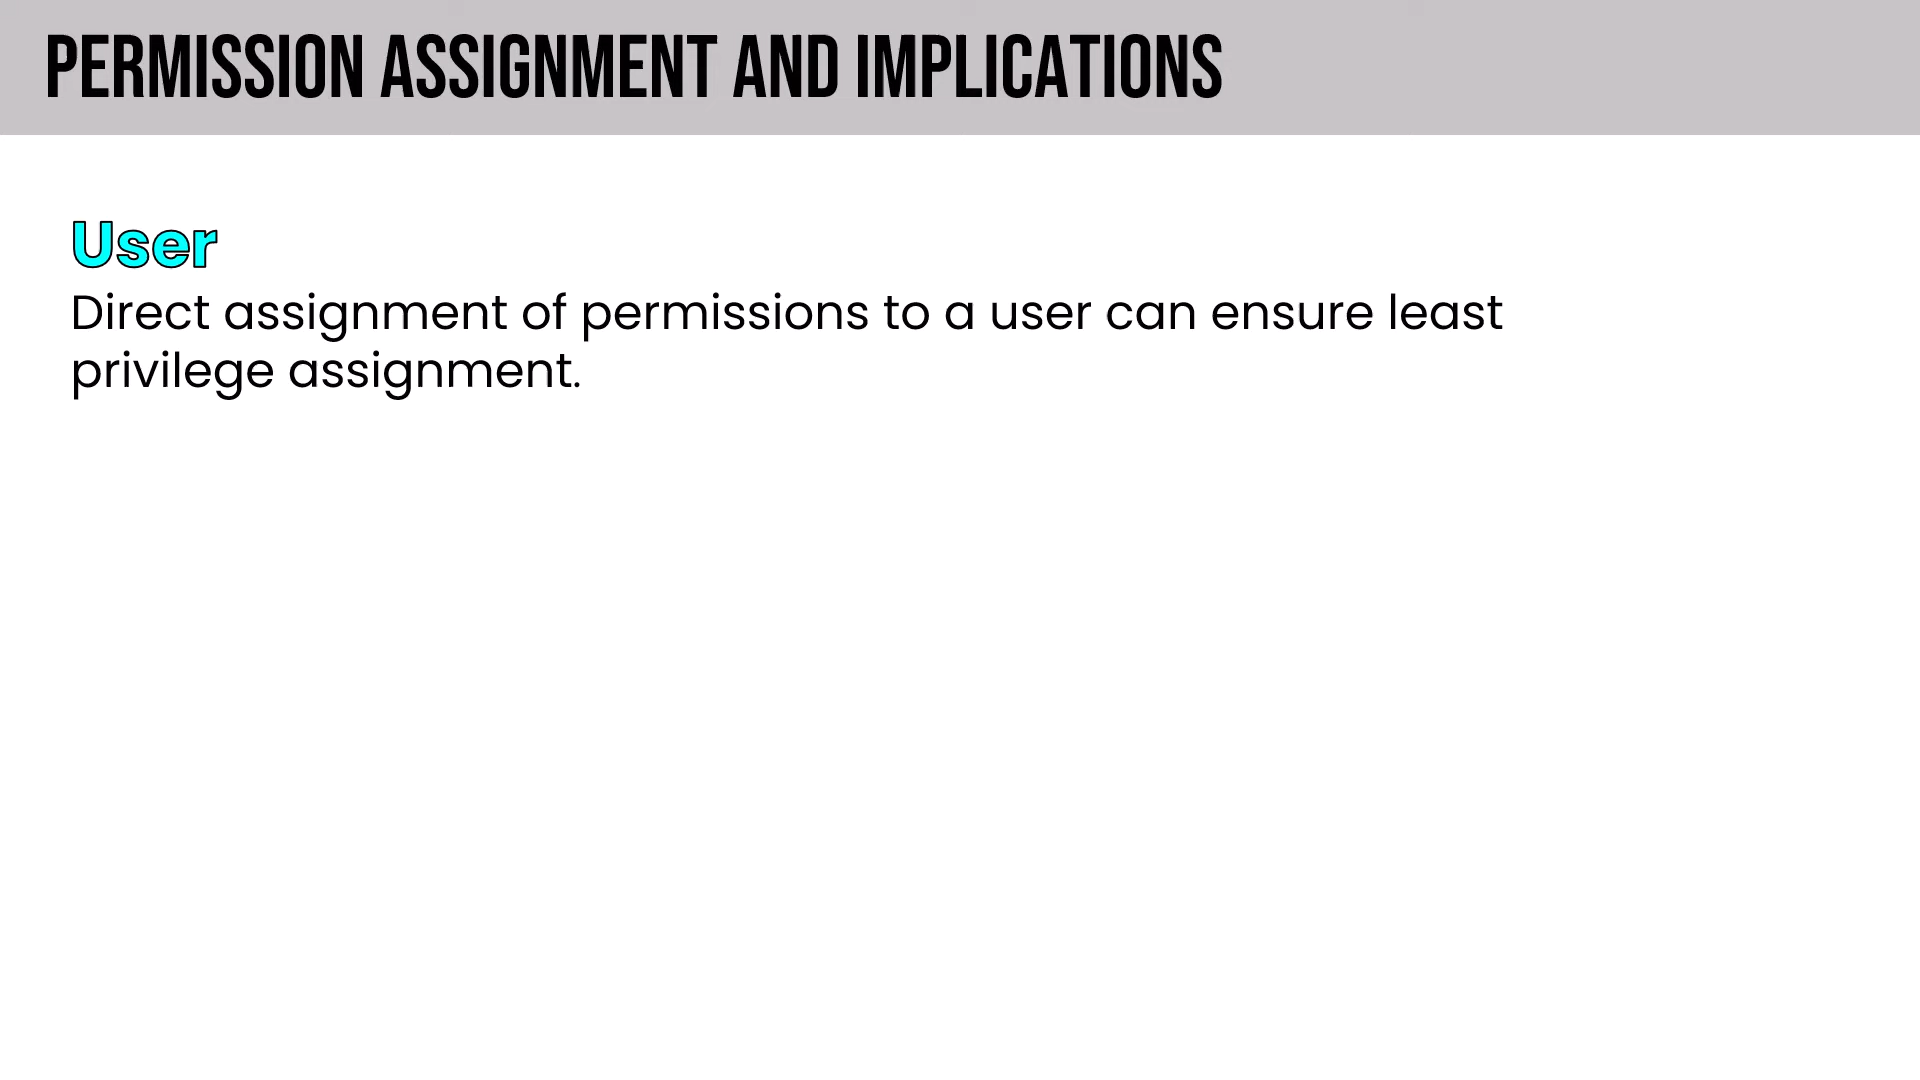 PERMISSION ASSIGNMENT AND IMPLICATIONS
User
Direct assignment of permissions to a user can ensure least
privilege assignment.